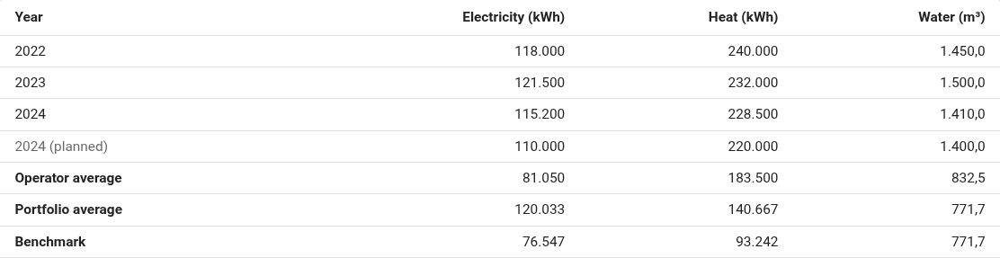 Year Electricity (kWh) Heat (kWh) Water (m³)
2022 118.000 240.000 1.450,0
2023 121.500 232.000 1.500,0
2024 115.200 228.500 1.410,0
2024 (planned) 110.000 220.000 1.400,0
Operator average 81.050 183.500 832,5
Portfolio average 120.033 140.667 771,7
Benchmark 76.547 93.242 771,7